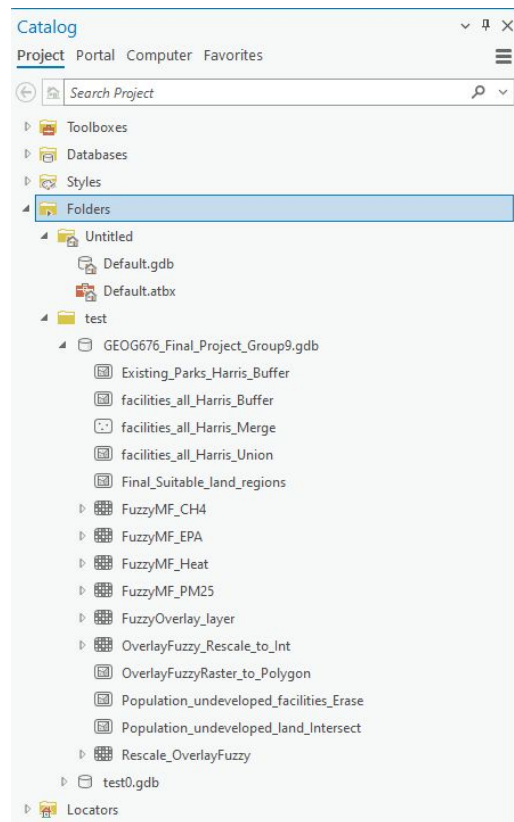 Catalog
Project Portal Computer Favorites
Search Project
Toolboxes
Databases
Styles
Folders
Untitled
Default.gdb
Default.atbx
test
GEOG676_Final_Project_Group9.gdb
Existing_Parks_Harris_Buffer
facilities_all_Harris_Buffer
facilities_all_Harris_Merge
facilities_all_Harris_Union
Final_Suitable_land_regions
FuzzyMF_CH4
FuzzyMF_EPA
FuzzyMF_Heat
FuzzyMF_PM25
FuzzyOverlay_layer
OverlayFuzzy_Rescale_to_Int
OverlayFuzzyRaster_to_Polygon
Population_undeveloped_facilities_Erase
Population_undeveloped_land_Intersect
Rescale_OverlayFuzzy
test0.gdb
Locators